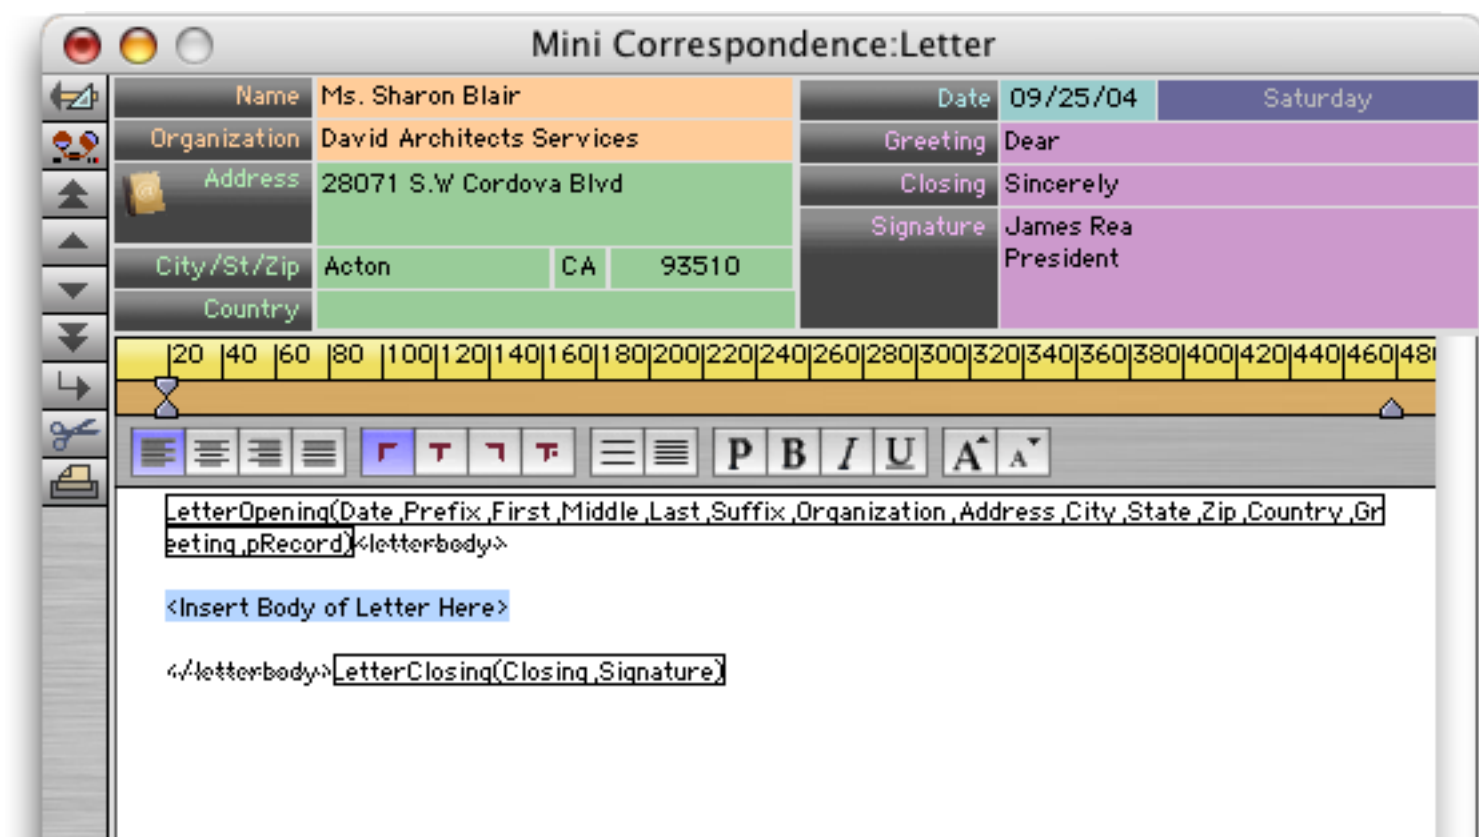 Mini Correspondence:Letter
Name Ms. Sharon Blair
Date 09/25/04 Saturday
Organization David Architects Services
Greeting Dear
Address 28071 S.W Cordova Blvd
Closing Sincerely
Signature James Rea
President
City/St/Zip Acton CA 93510
Country
|20 |40 |60 |80 |100|120|140|160|180|200|220|240|260|280|300|320|340|360|380|400|420|440|460|480
P B I U A A
LetterOpening(Date,Prefix,First,Middle,Last,Suffix,Organization,Address,City,State,Zip,Country,Gr
eeting,pRecord)<letterbody>
<Insert Body of Letter Here>
</letterbody>LetterClosing(Closing,Signature)